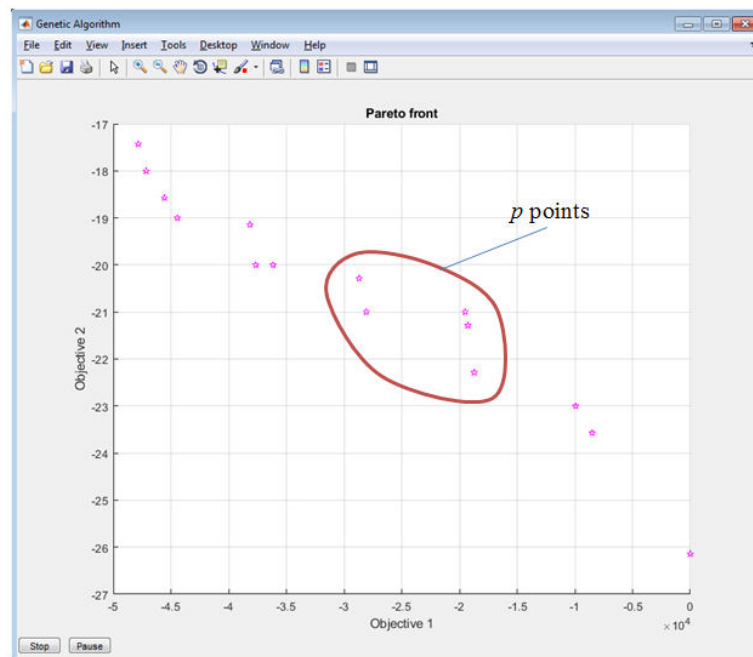 Genetic Algorithm
File Edit View Insert Tools Desktop Window Help
Pareto front
p points
-17
-18
-19
-20
-21
-22
-23
-24
-25
-26
-27
Objective 2
-5 -4.5 -4 -3.5 -3 -2.5 -2 -1.5 -1 -0.5 0
Objective 1
×10⁴
Stop Pause